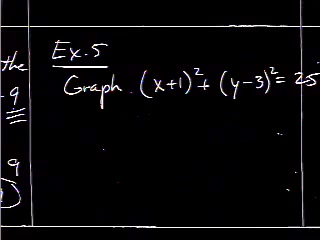 Ex.5
the
Graph. (x+1)² + (y-3)² = 25
9
9